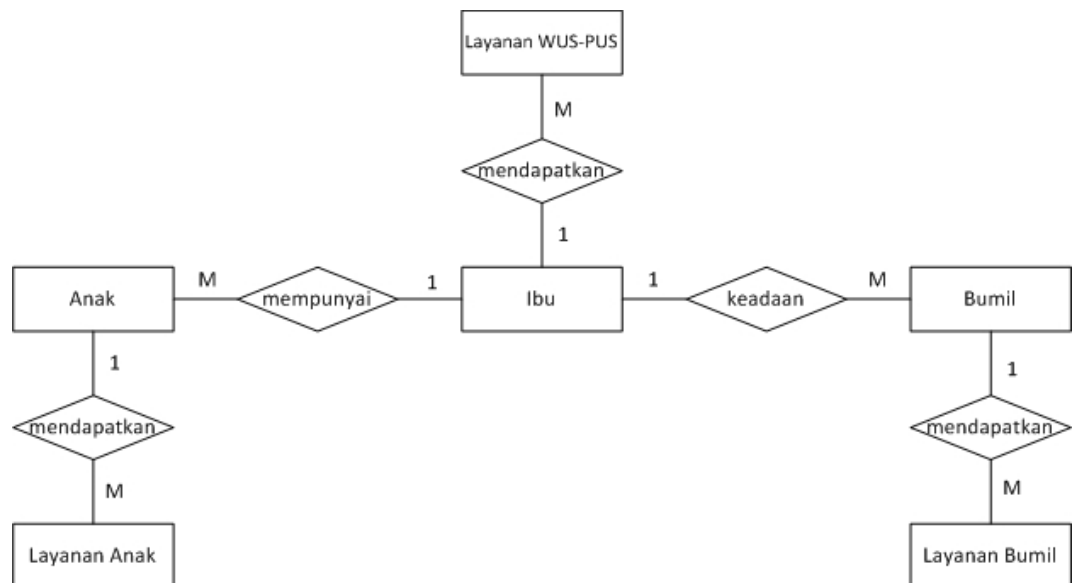 Layanan WUS-PUS
M
mendapatkan
1
Anak
M
mempunyai
1
Ibu
1
keadaan
M
Bumil
1
1
mendapatkan
mendapatkan
M
M
Layanan Anak
Layanan Bumil